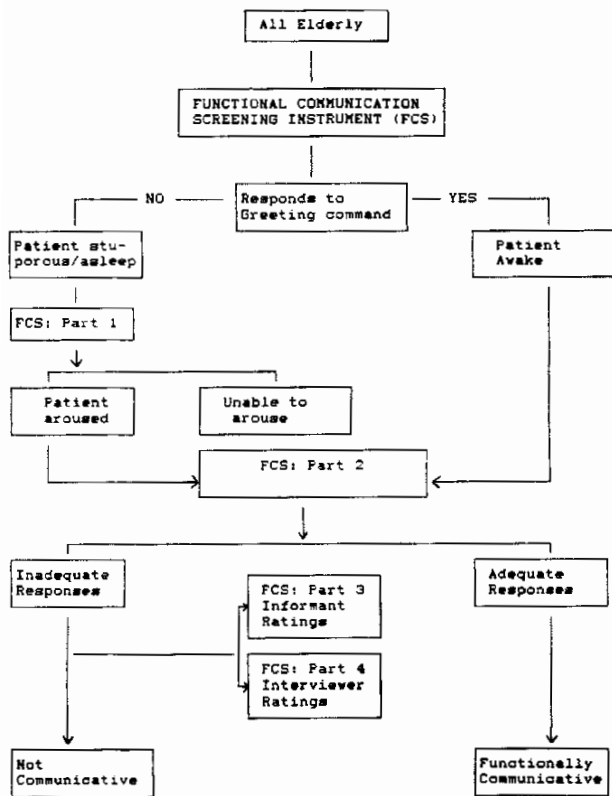 All Elderly
FUNCTIONAL COMMUNICATION
SCREENING INSTRUMENT (FCS)
NO
Responds to
Greeting command
YES
Patient stu-
porous/asleep
Patient
Awake
FCS: Part 1
Patient
aroused
Unable to
arouse
FCS: Part 2
Inadequate
Responses
FCS: Part 3
Informant
Ratings
Adequate
Responses
FCS: Part 4
Interviewer
Ratings
Not
Communicative
Functionally
Communicative